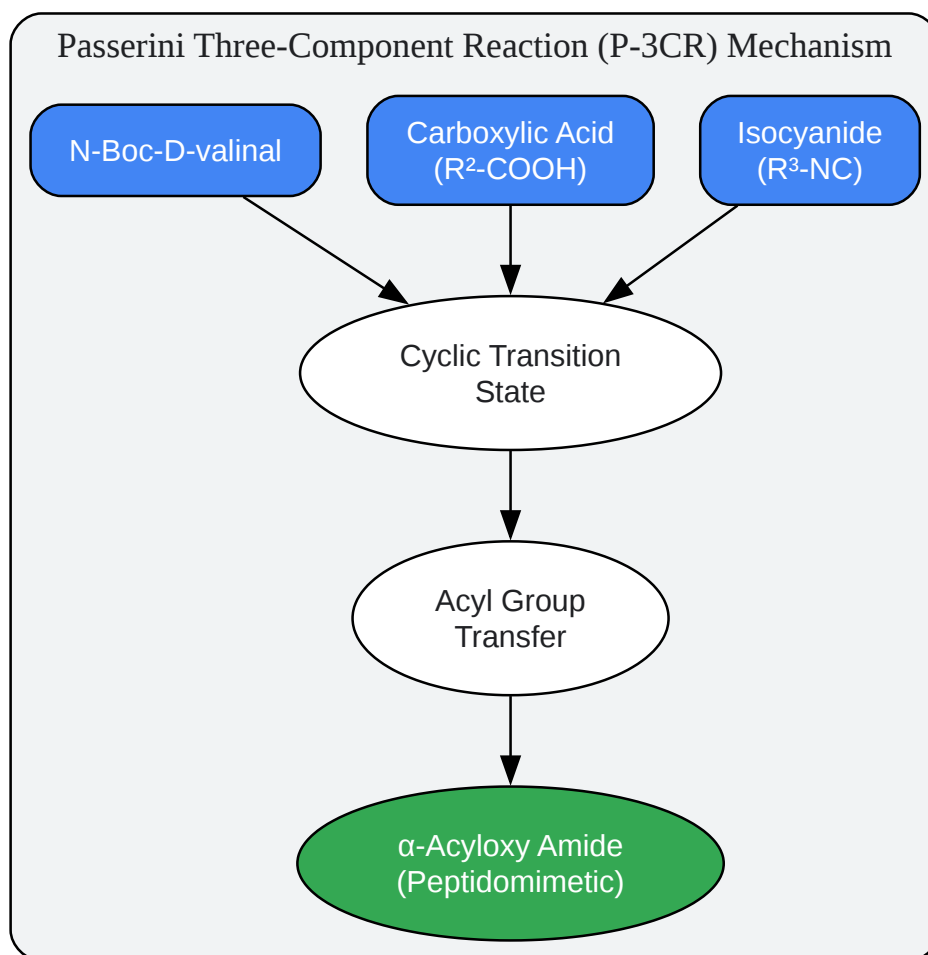 Passerini Three-Component Reaction (P-3CR) Mechanism
N-Boc-D-valinal
Carboxylic Acid
(R²-COOH)
Isocyanide
(R³-NC)
Cyclic Transition
State
Acyl Group
Transfer
α-Acyloxy Amide
(Peptidomimetic)